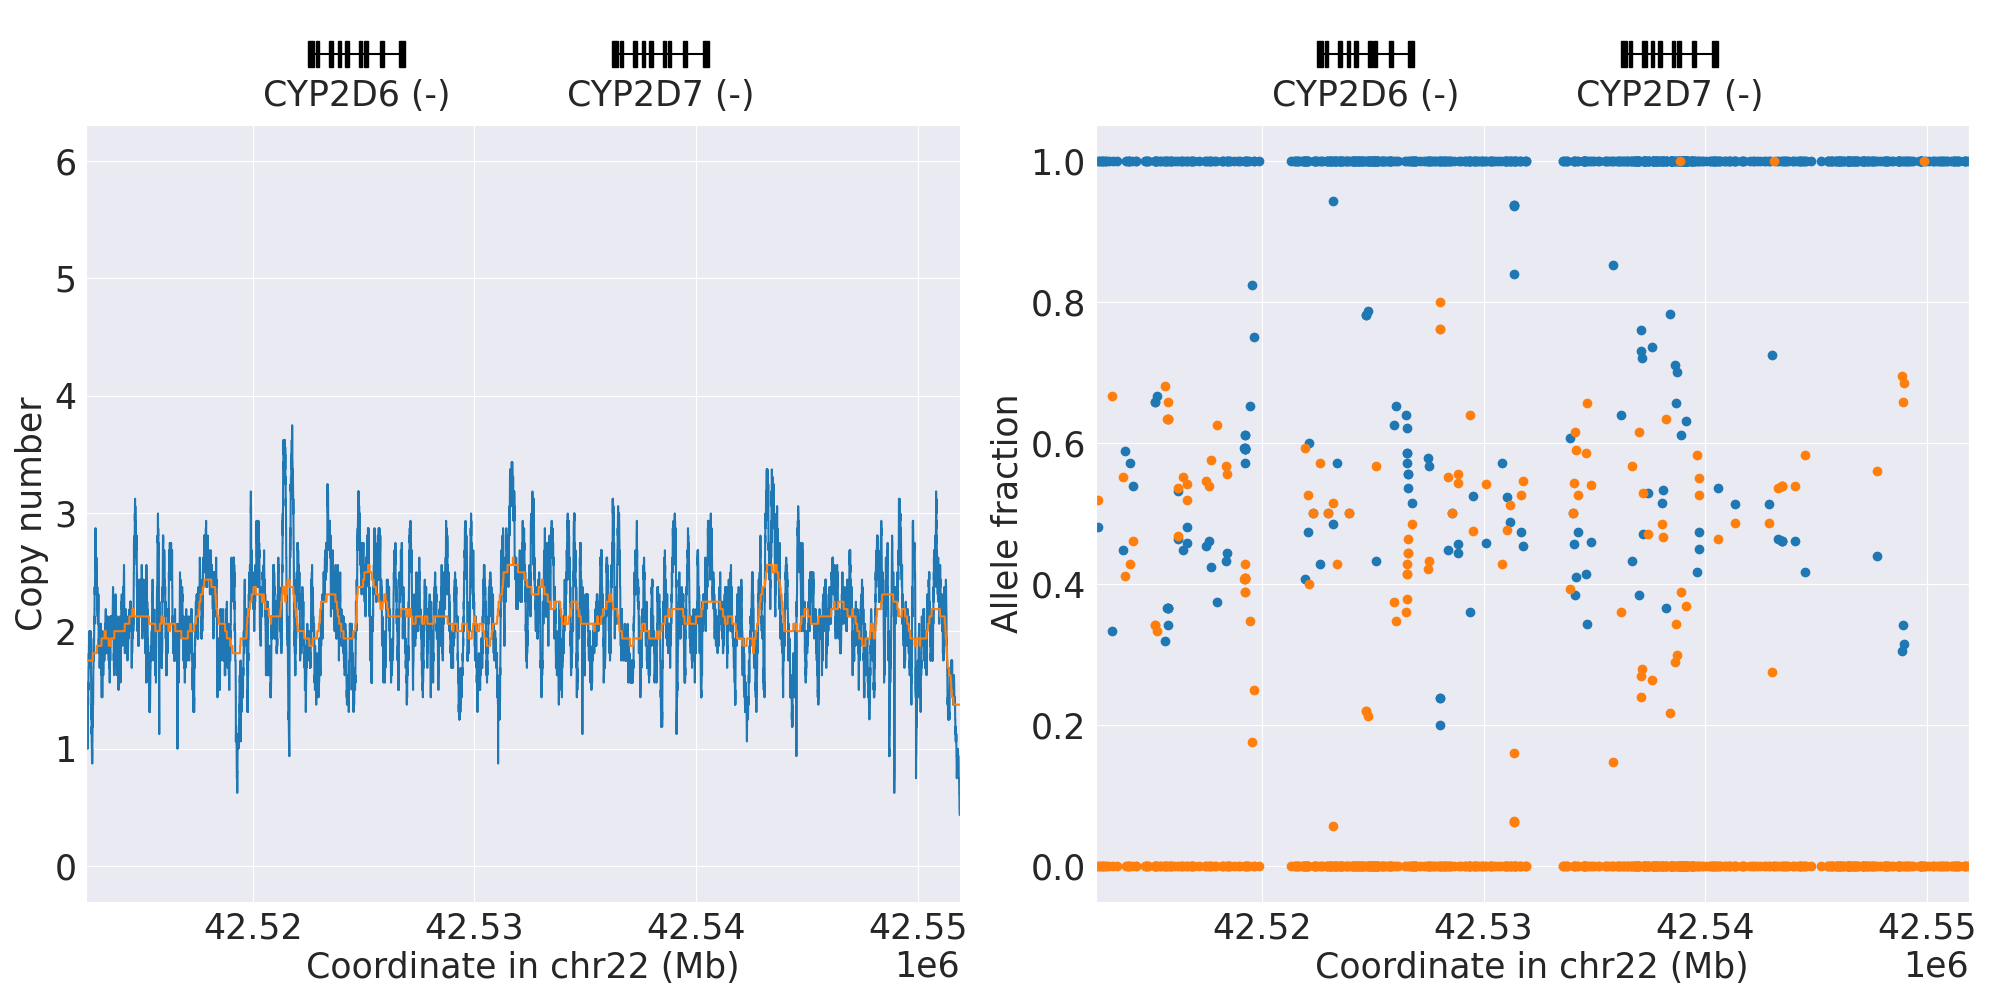 CYP2D6 (-) CYP2D7 (-)
6
5
4
3
2
1
0
Copy number
42.52 42.53 42.54 42.55
1e6
Coordinate in chr22 (Mb)
CYP2D6 (-) CYP2D7 (-)
1.0
0.8
0.6
0.4
0.2
0.0
Allele fraction
42.52 42.53 42.54 42.55
1e6
Coordinate in chr22 (Mb)